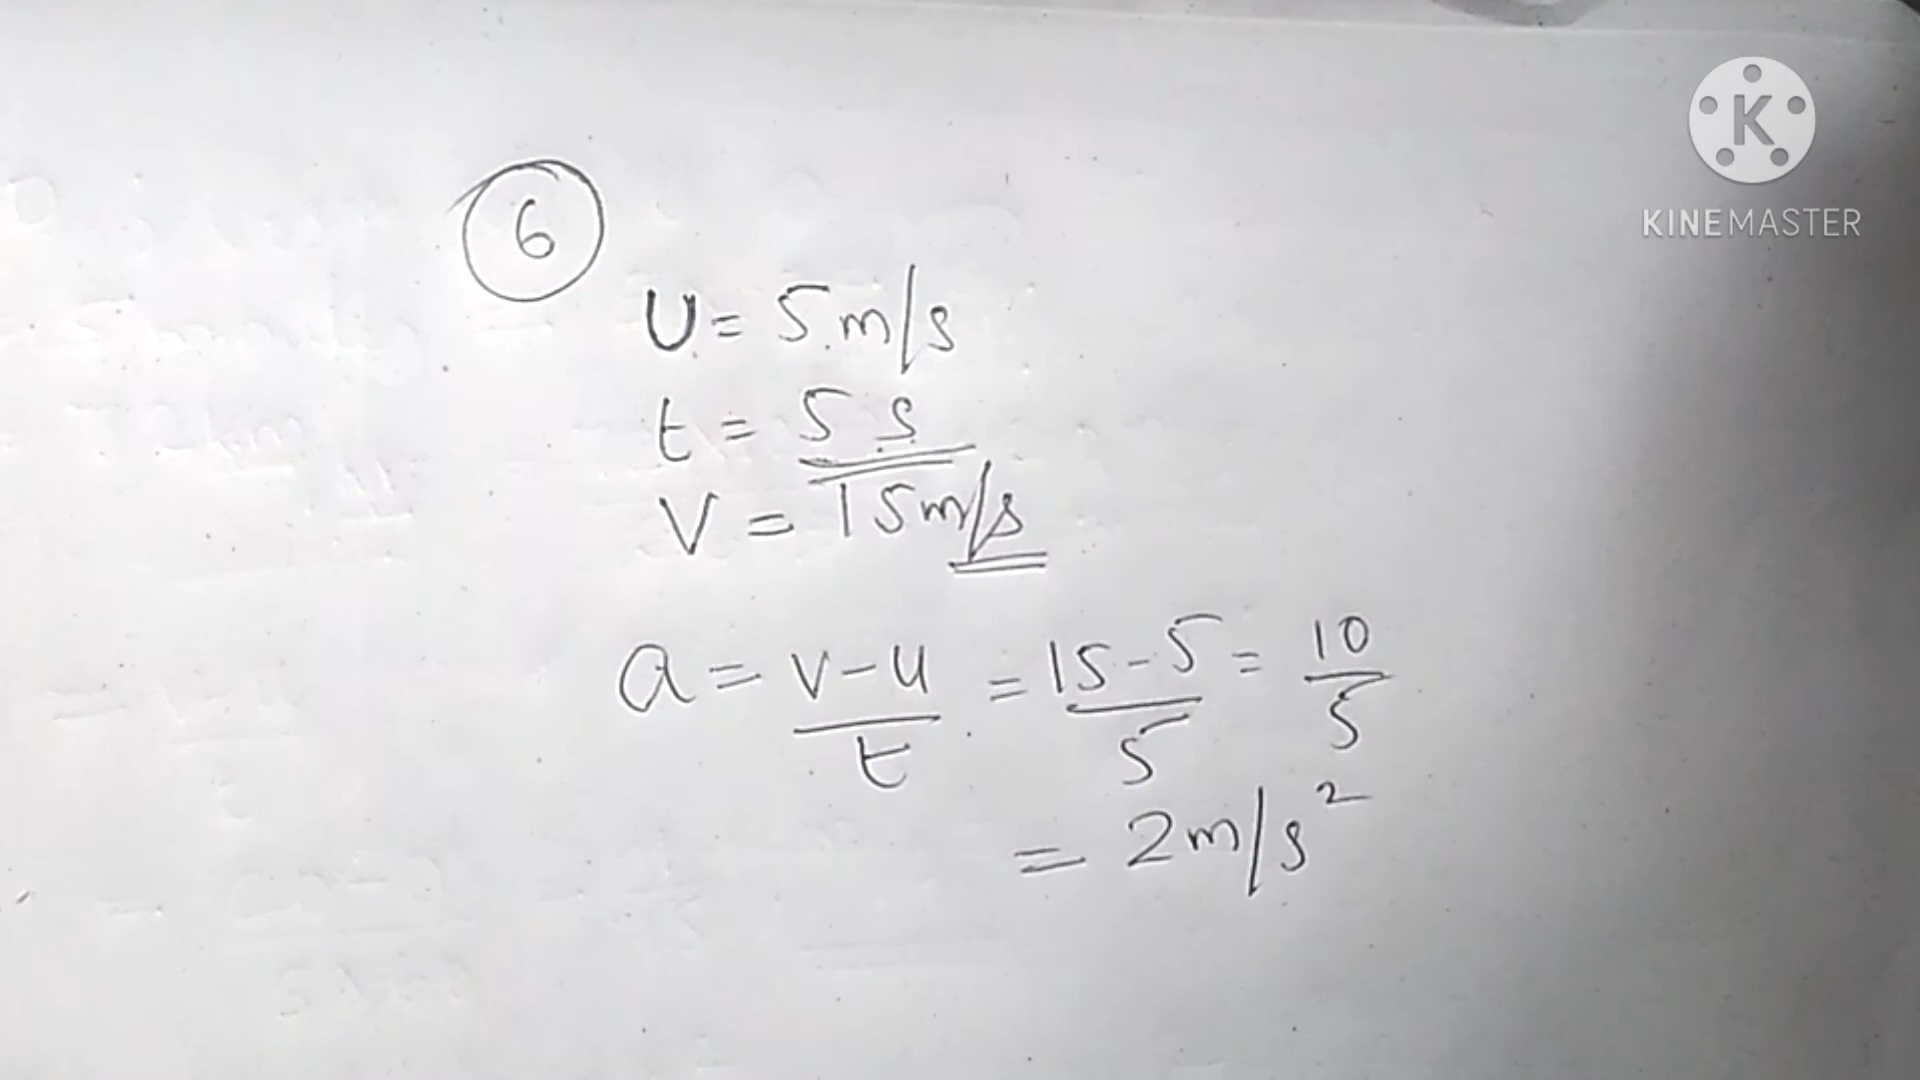 K
KINEMASTER
6
U = 5 m/s
t = 5 s
V = 15 m/s
a = v-u/t = 15-5/5 = 10/5
= 2 m/s²